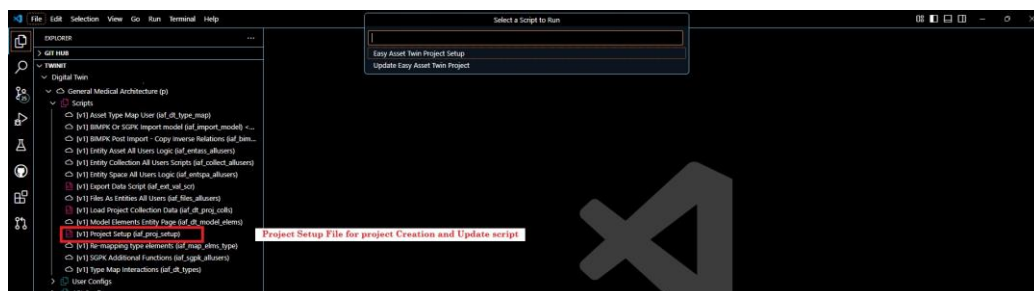 File Edit Selection View Go Run Terminal Help
Select a Script to Run
EXPLORER ...
> GIT HUB
TWINIT
Digital Twin
General Medical Architecture (p)
Scripts
[v1] Asset Type Map User (iaf_dt_type_map)
[v1] BIMPK Or SGPK Import model (iaf_import_model) <...
[v1] BIMPK Post Import - Copy Inverse Relations (iaf_bim...
[v1] Entity Asset All Users Logic (iaf_entass_allusers)
[v1] Entity Collection All Users Scripts (iaf_collect_allusers)
[v1] Entity Space All Users Logic (iaf_entspa_allusers)
[v1] Export Data Script (iaf_ext_val_scr)
[v1] Files As Entities All Users (iaf_files_allusers)
[v1] Load Project Collection Data (iaf_dt_proj_colls)
[v1] Model Elements Entity Page (iaf_dt_model_elems)
[v1] Project Setup (iaf_proj_setup)
[v1] Re-mapping type elements (iaf_map_elms_type)
[v1] SGPK Additional Functions (iaf_sgpk_allusers)
[v1] Type Map Interactions (iaf_dt_types)
> User Configs
Easy Asset Twin Project Setup
Update Easy Asset Twin Project
Project Setup File for project Creation and Update script